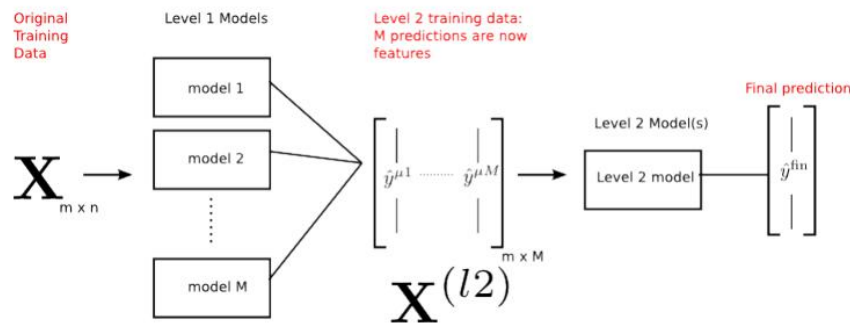 Original
Training
Data
Level 1 Models
Level 2 training data:
M predictions are now
features
model 1
model 2
model M
X
m x n
ŷ^{μ1} ......... ŷ^{μM}
m x M
X^{(l2)}
Level 2 Model(s)
Level 2 model
Final prediction
ŷ^{fin}